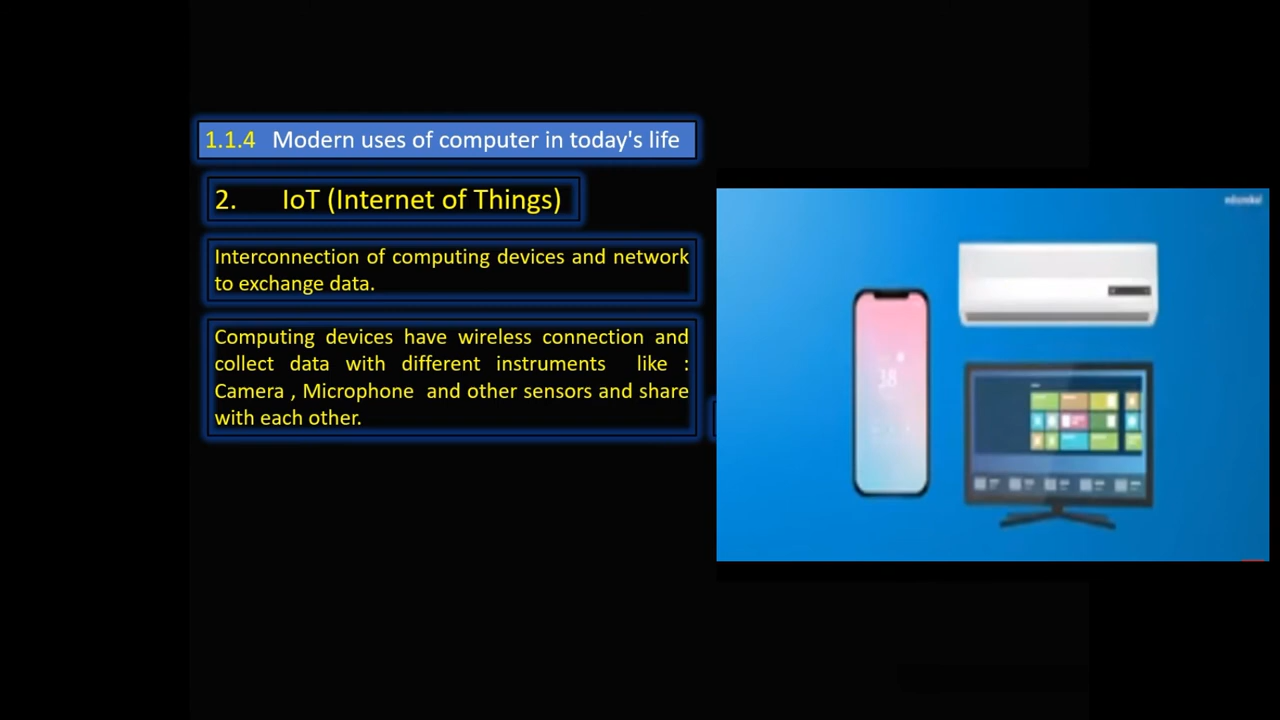 1.1.4 Modern uses of computer in today's life
2. IoT (Internet of Things)
Interconnection of computing devices and network
to exchange data.
Computing devices have wireless connection and
collect data with different instruments like :
Camera , Microphone and other sensors and share
with each other.